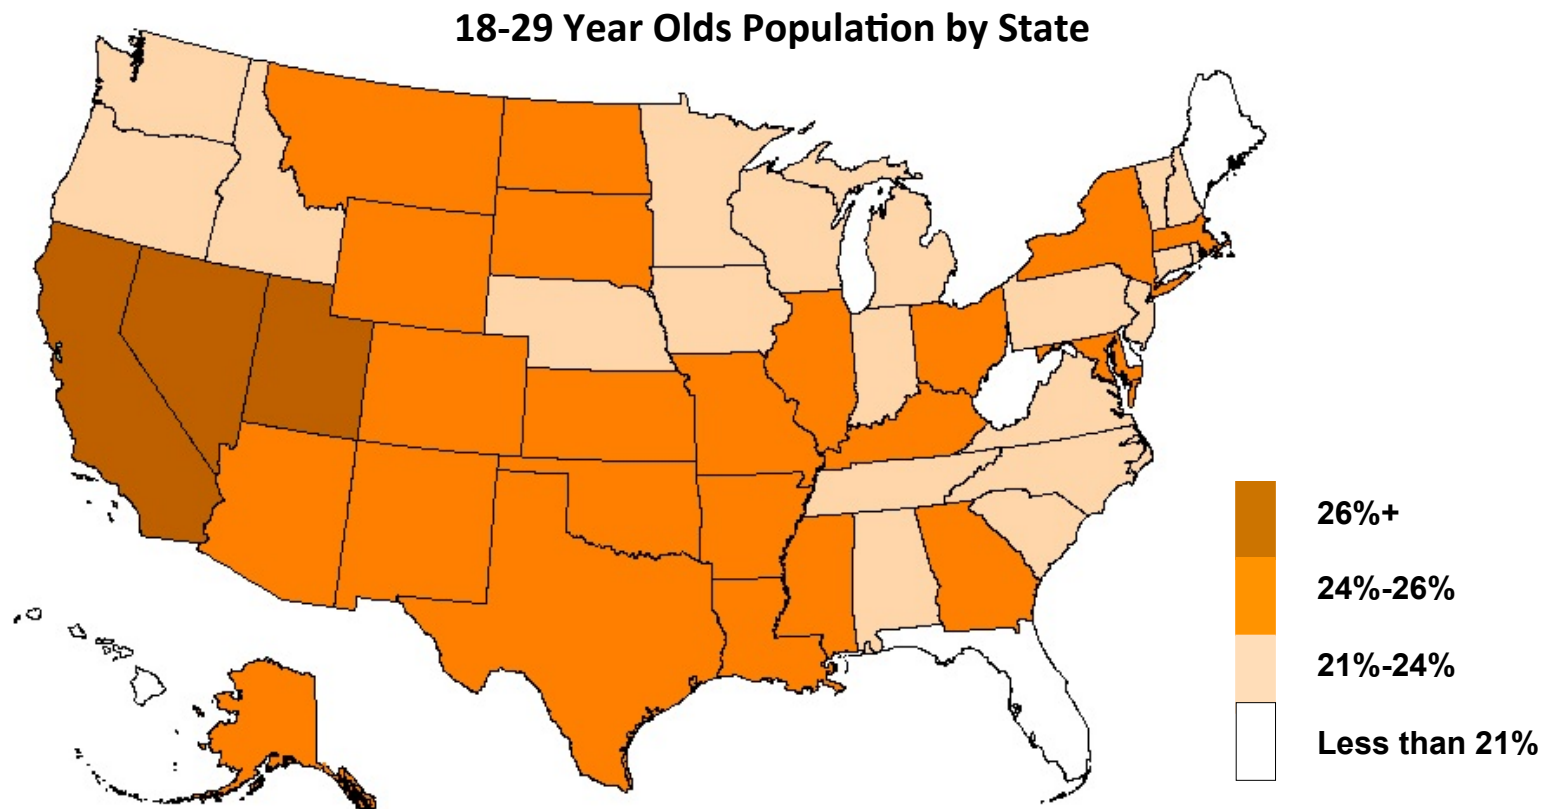 18-29 Year Olds Population by State
26%+
24%-26%
21%-24%
Less than 21%